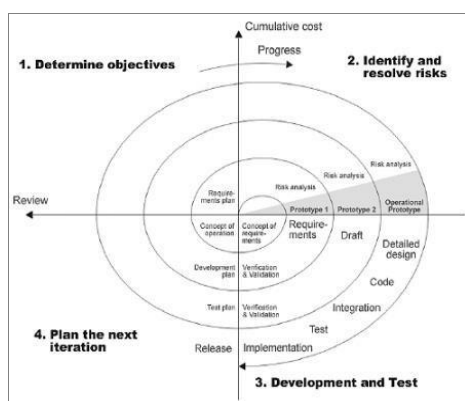 Cumulative cost
Progress
1. Determine objectives
2. Identify and
resolve risks
Risk analysis
Risk analysis
Risk analysis
Require-
ments plan
Review
Prototype 1
Prototype 2
Operational
Prototype
Concept of
operation
Concept of
require-
ments
Require-
ments
Draft
Detailed
design
Development
plan
Verification
& Validation
Code
Integration
Test plan
Verification
& Validation
Test
4. Plan the next
iteration
Release
Implementation
3. Development and Test